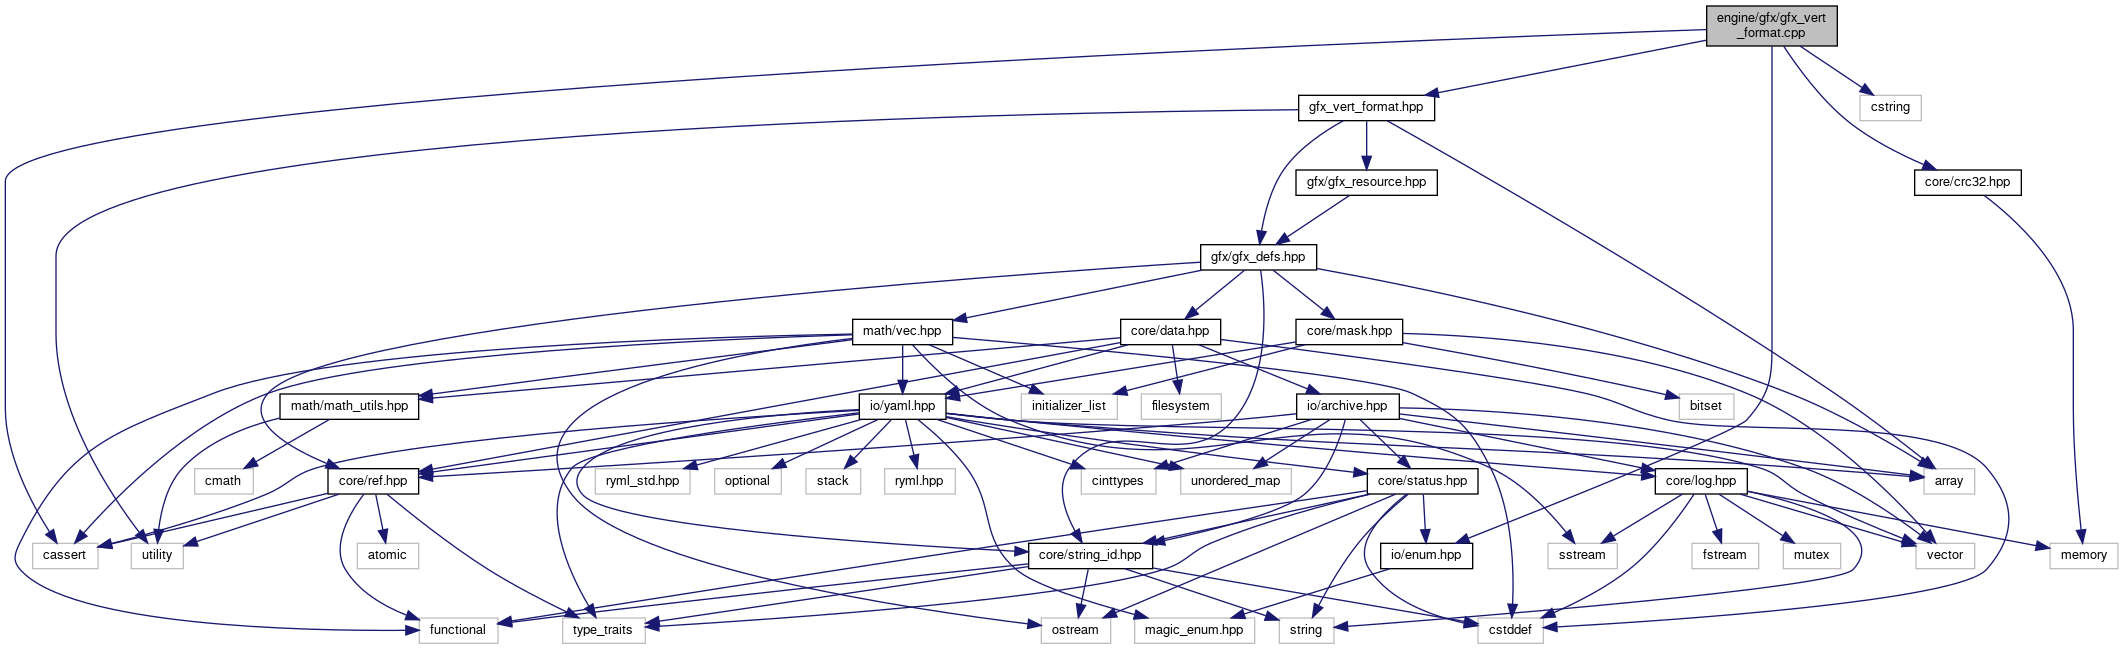 engine/gfx/gfx_vert
_format.cpp
gfx_vert_format.hpp
cstring
gfx/gfx_resource.hpp
core/crc32.hpp
gfx/gfx_defs.hpp
math/vec.hpp
core/data.hpp
core/mask.hpp
math/math_utils.hpp
io/yaml.hpp
initializer_list
filesystem
io/archive.hpp
bitset
cmath
core/ref.hpp
ryml_std.hpp
optional
stack
ryml.hpp
cinttypes
unordered_map
core/status.hpp
core/log.hpp
array
cassert
utility
atomic
core/string_id.hpp
io/enum.hpp
sstream
fstream
mutex
vector
memory
functional
type_traits
ostream
magic_enum.hpp
string
cstddef